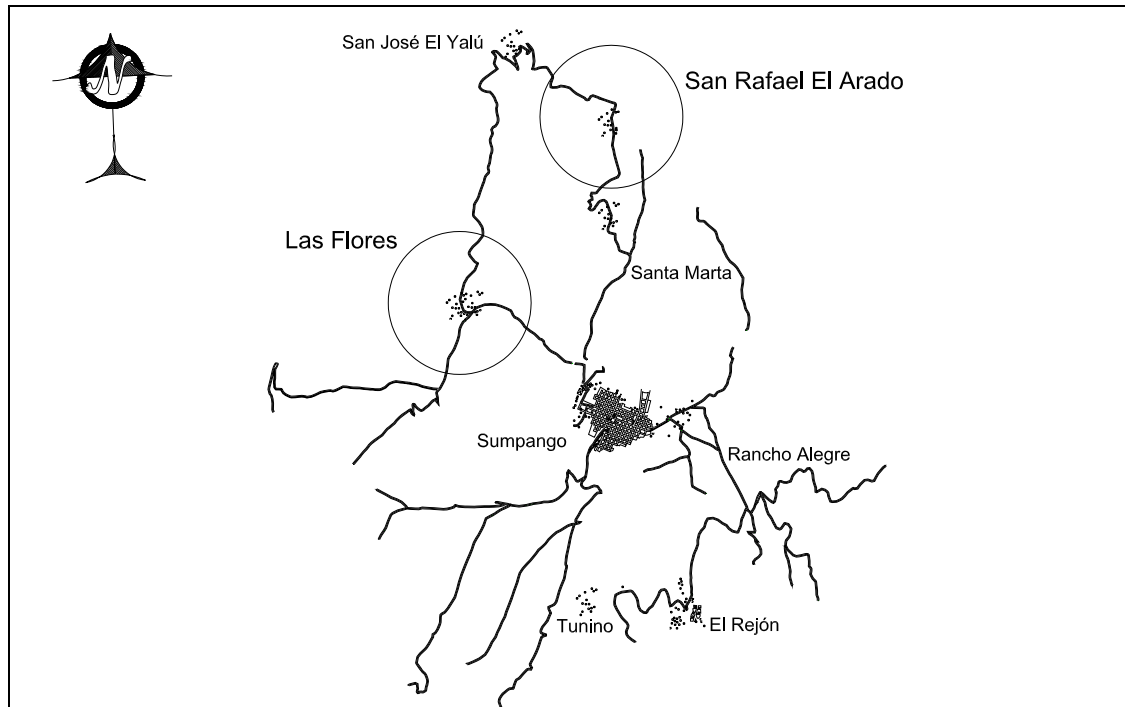 San José El Yalú
San Rafael El Arado
Las Flores
Santa Marta
Sumpango
Rancho Alegre
Tunino
El Rejón